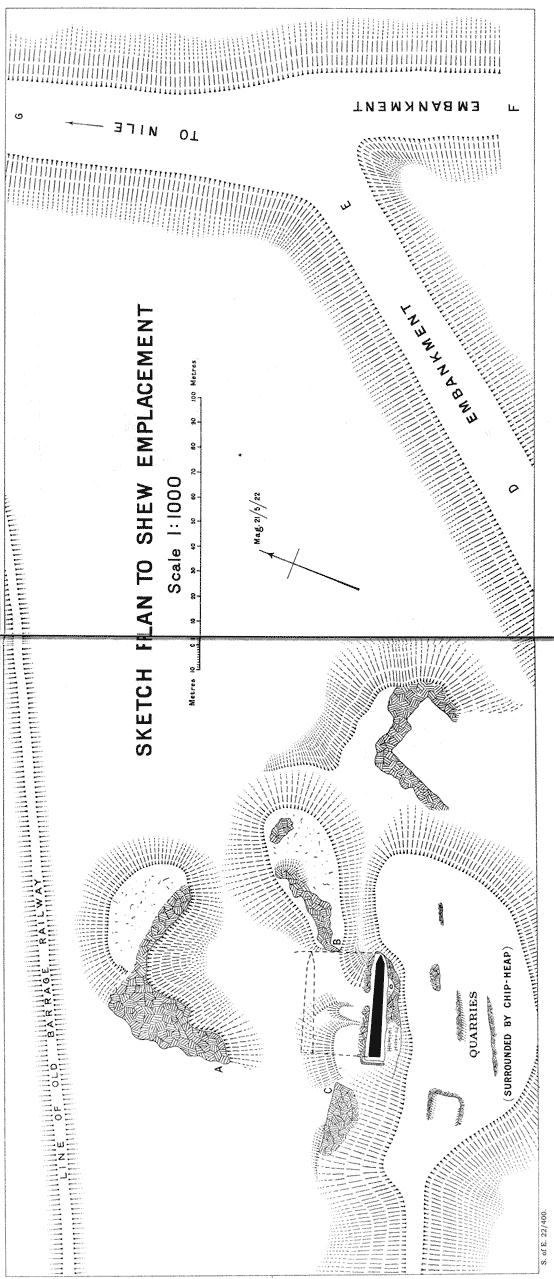 SKETCH PLAN TO SHEW EMPLACEMENT
Scale 1:1000
Metres 10 0 10 20 30 40 50 60 70 80 90 100 Metres
Mag. 21/5/22
G
TO NILE
EMBANKMENT
F
E
EMBANKMENT
D
LINE OF OLD BARRAGE RAILWAY
A
B
C
QUARRIES
(SURROUNDED BY CHIP-HEAP)
S. of E. 22/400.